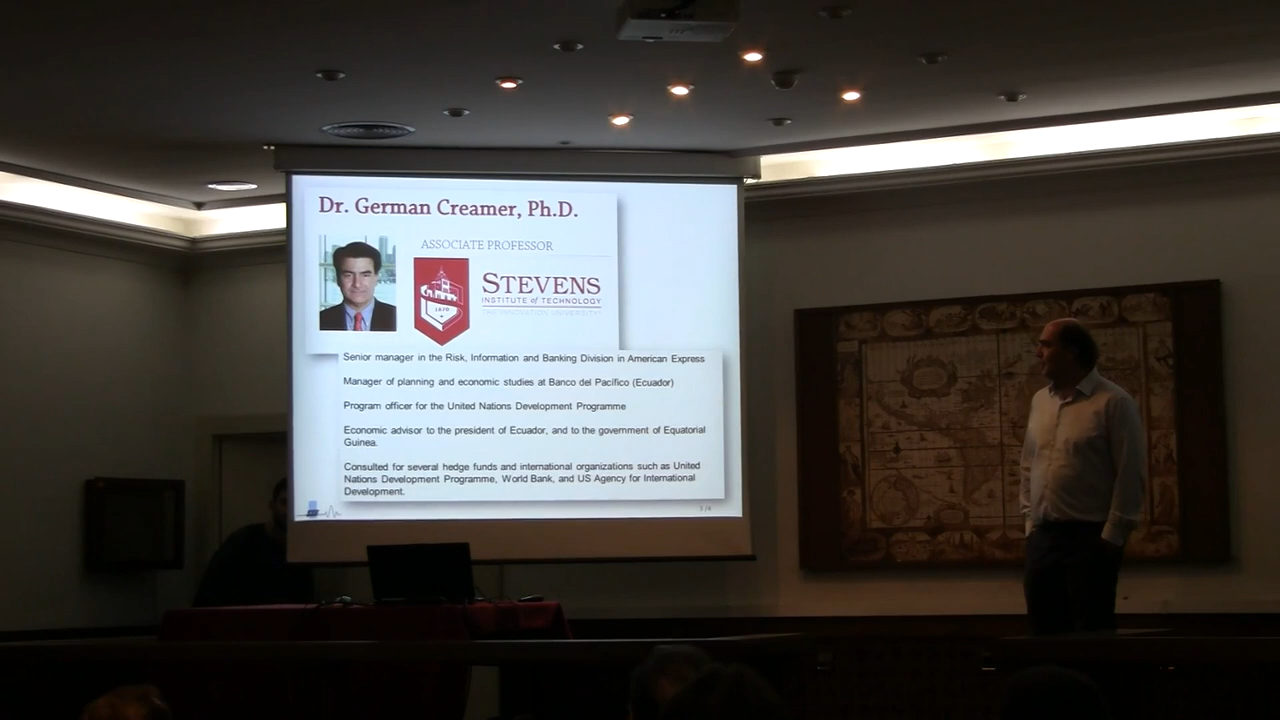 Dr. German Creamer, Ph.D.
ASSOCIATE PROFESSOR
1870
STEVENS
INSTITUTE of TECHNOLOGY
THE INNOVATION UNIVERSITY
Senior manager in the Risk, Information and Banking Division in American Express
Manager of planning and economic studies at Banco del Pacífico (Ecuador)
Program officer for the United Nations Development Programme
Economic advisor to the president of Ecuador, and to the government of Equatorial
Guinea.
Consulted for several hedge funds and international organizations such as United
Nations Development Programme, World Bank, and US Agency for International
Development.